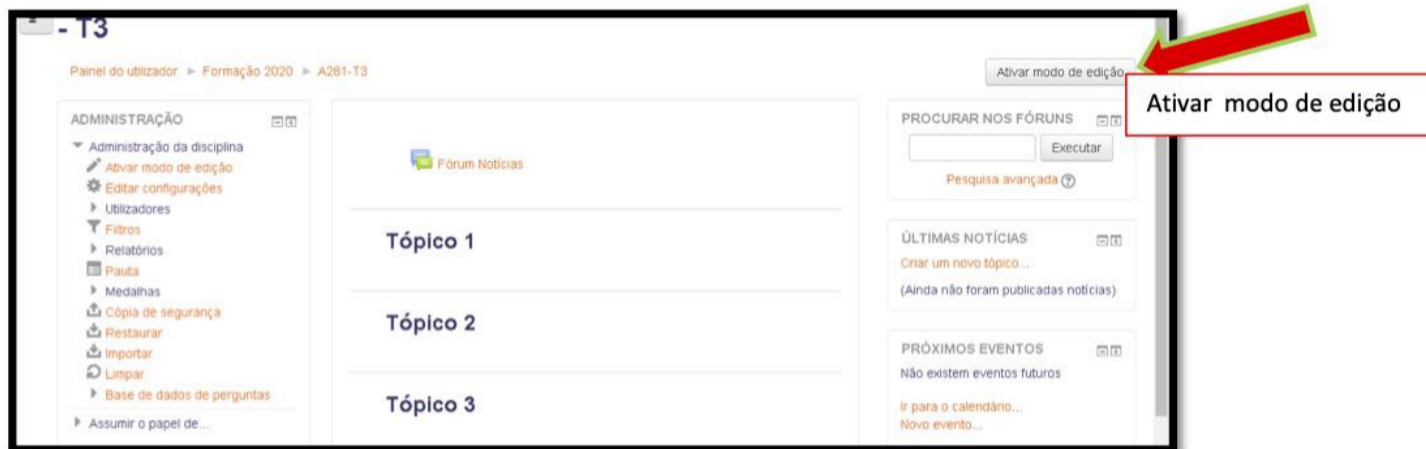 - T3
Painel do utilizador ► Formação 2020 ► A281-T3
Ativar modo de edição
Ativar modo de edição
ADMINISTRAÇÃO
Administração da disciplina
Ativar modo de edição
Editar configurações
Utilizadores
Filtros
Relatórios
Pauta
Medalhas
Cópia de segurança
Restaurar
Importar
Limpar
Base de dados de perguntas
Assumir o papel de...
Fórum Notícias
Tópico 1
Tópico 2
Tópico 3
PROCURAR NOS FÓRUNS
Executar
Pesquisa avançada
ÚLTIMAS NOTÍCIAS
Criar um novo tópico...
(Ainda não foram publicadas notícias)
PRÓXIMOS EVENTOS
Não existem eventos futuros
Ir para o calendário...
Novo evento...